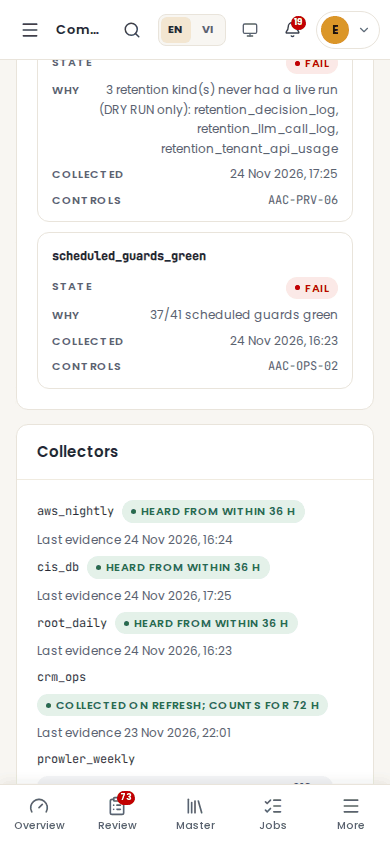 Com...
EN
VI
19
E
STATE
FAIL
WHY
3 retention kind(s) never had a live run
(DRY RUN only): retention_decision_log,
retention_llm_call_log,
retention_tenant_api_usage
COLLECTED
24 Nov 2026, 17:25
CONTROLS
AAC-PRV-06
scheduled_guards_green
STATE
FAIL
WHY
37/41 scheduled guards green
COLLECTED
24 Nov 2026, 16:23
CONTROLS
AAC-OPS-02
Collectors
aws_nightly
HEARD FROM WITHIN 36 H
Last evidence 24 Nov 2026, 16:24
cis_db
HEARD FROM WITHIN 36 H
Last evidence 24 Nov 2026, 17:25
root_daily
HEARD FROM WITHIN 36 H
Last evidence 24 Nov 2026, 16:23
crm_ops
COLLECTED ON REFRESH; COUNTS FOR 72 H
Last evidence 23 Nov 2026, 22:01
prowler_weekly
73
Overview
Review
Master
Jobs
More